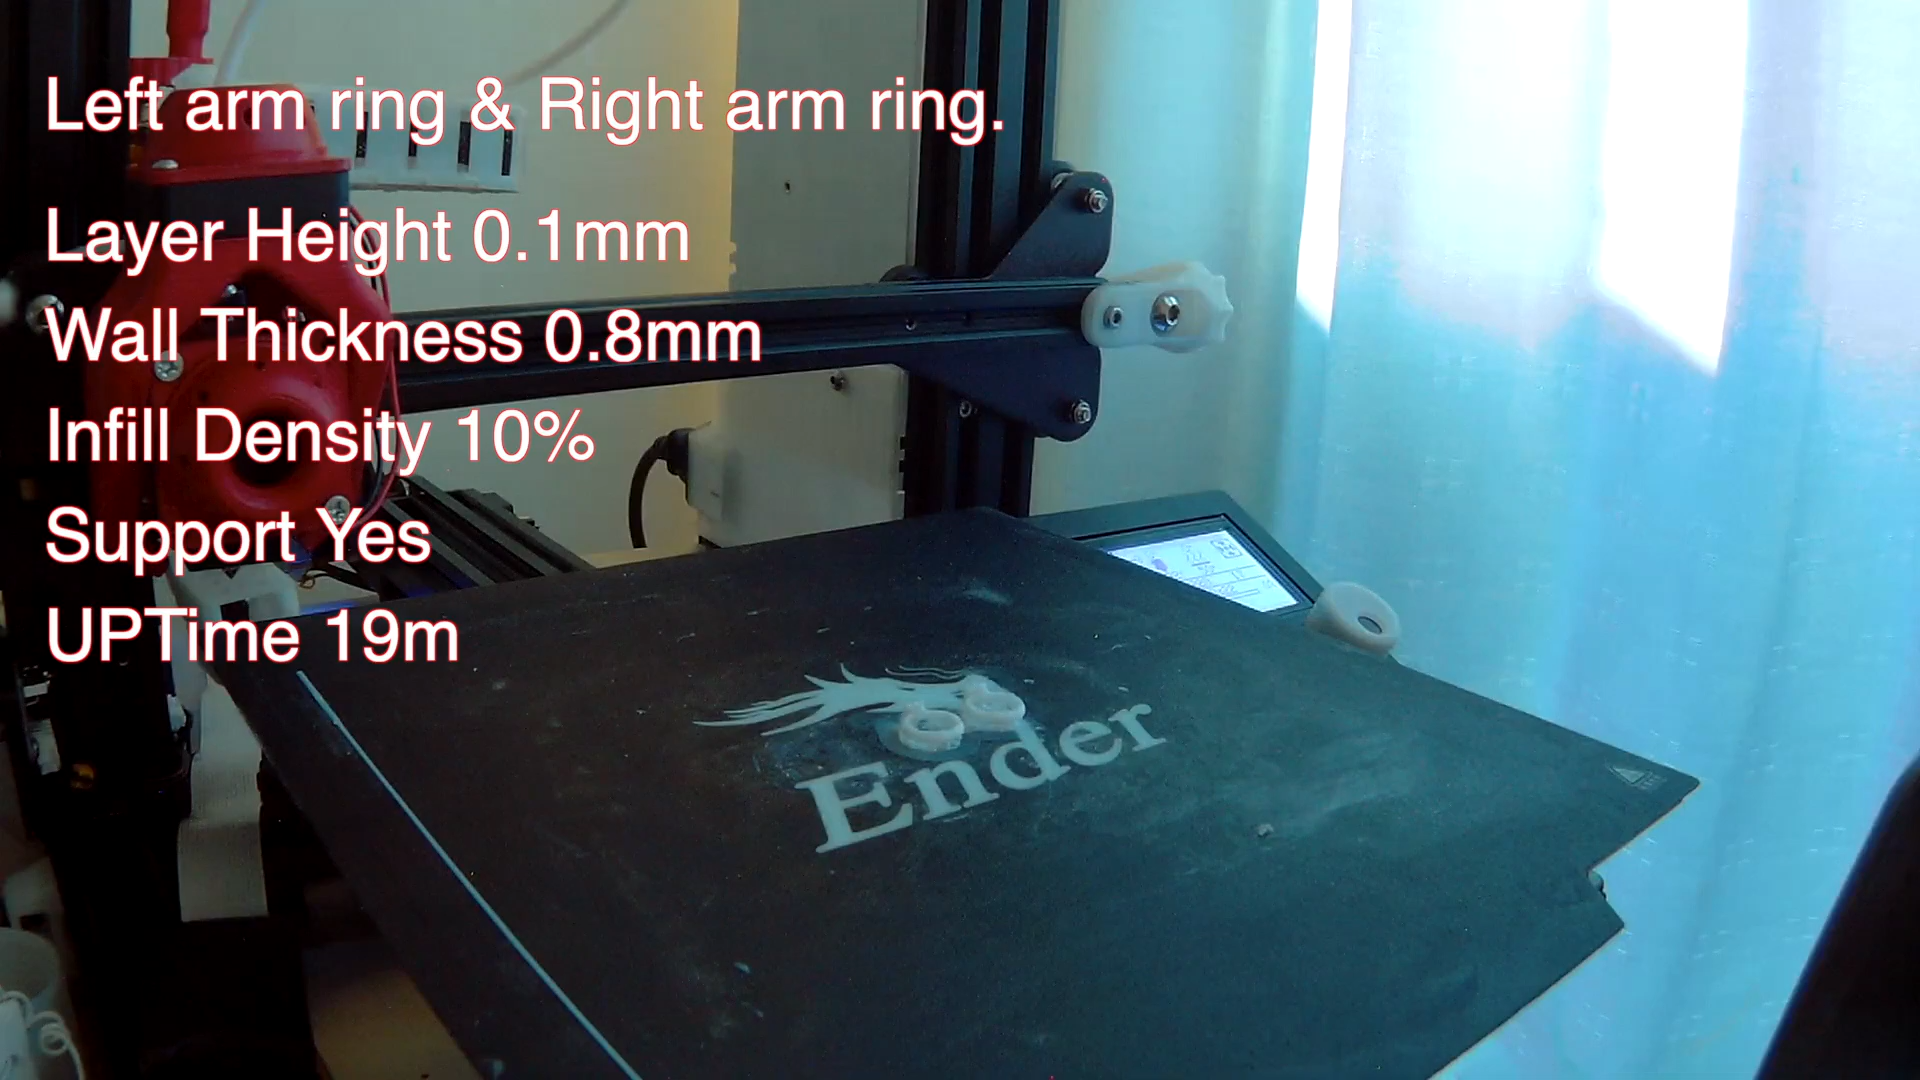 Left arm ring & Right arm ring.
Layer Height 0.1mm
Wall Thickness 0.8mm
Infill Density 10%
Support Yes
UPTime 19m
Ender